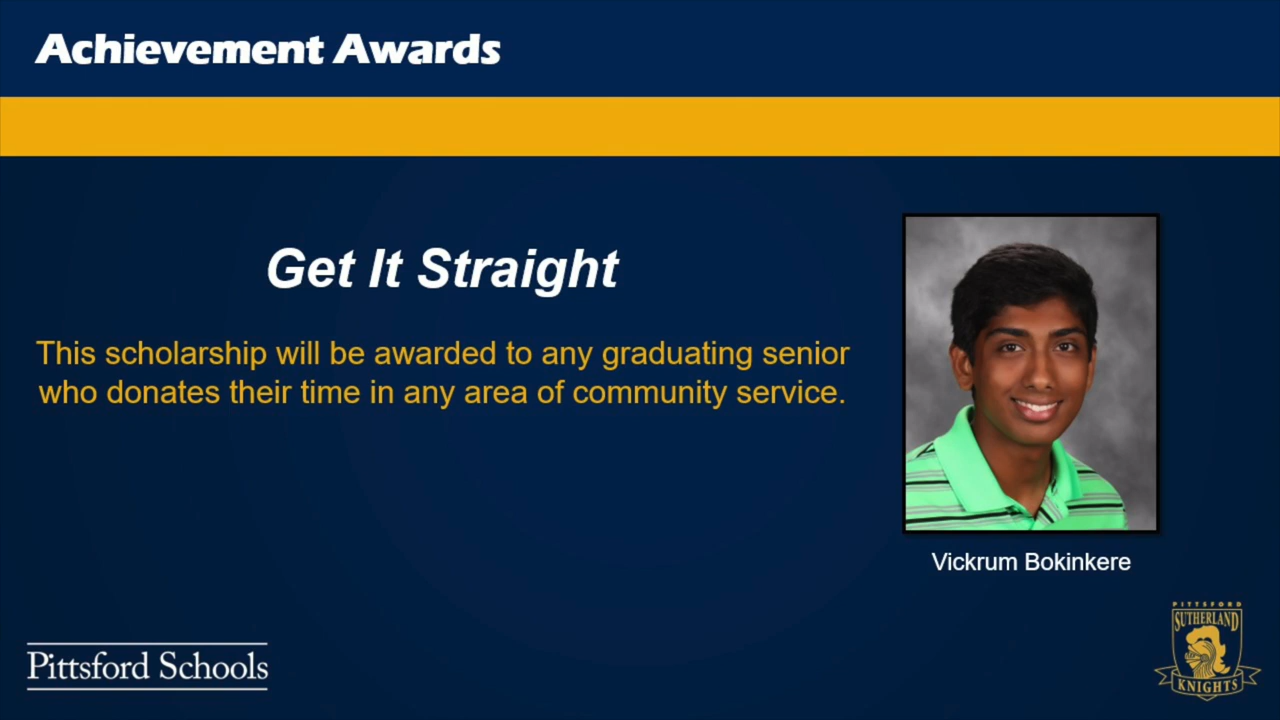 Achievement Awards
Get It Straight
This scholarship will be awarded to any graduating senior
who donates their time in any area of community service.
Vickrum Bokinkere
Pittsford Schools
PITTSFORD
SUTHERLAND
KNIGHTS